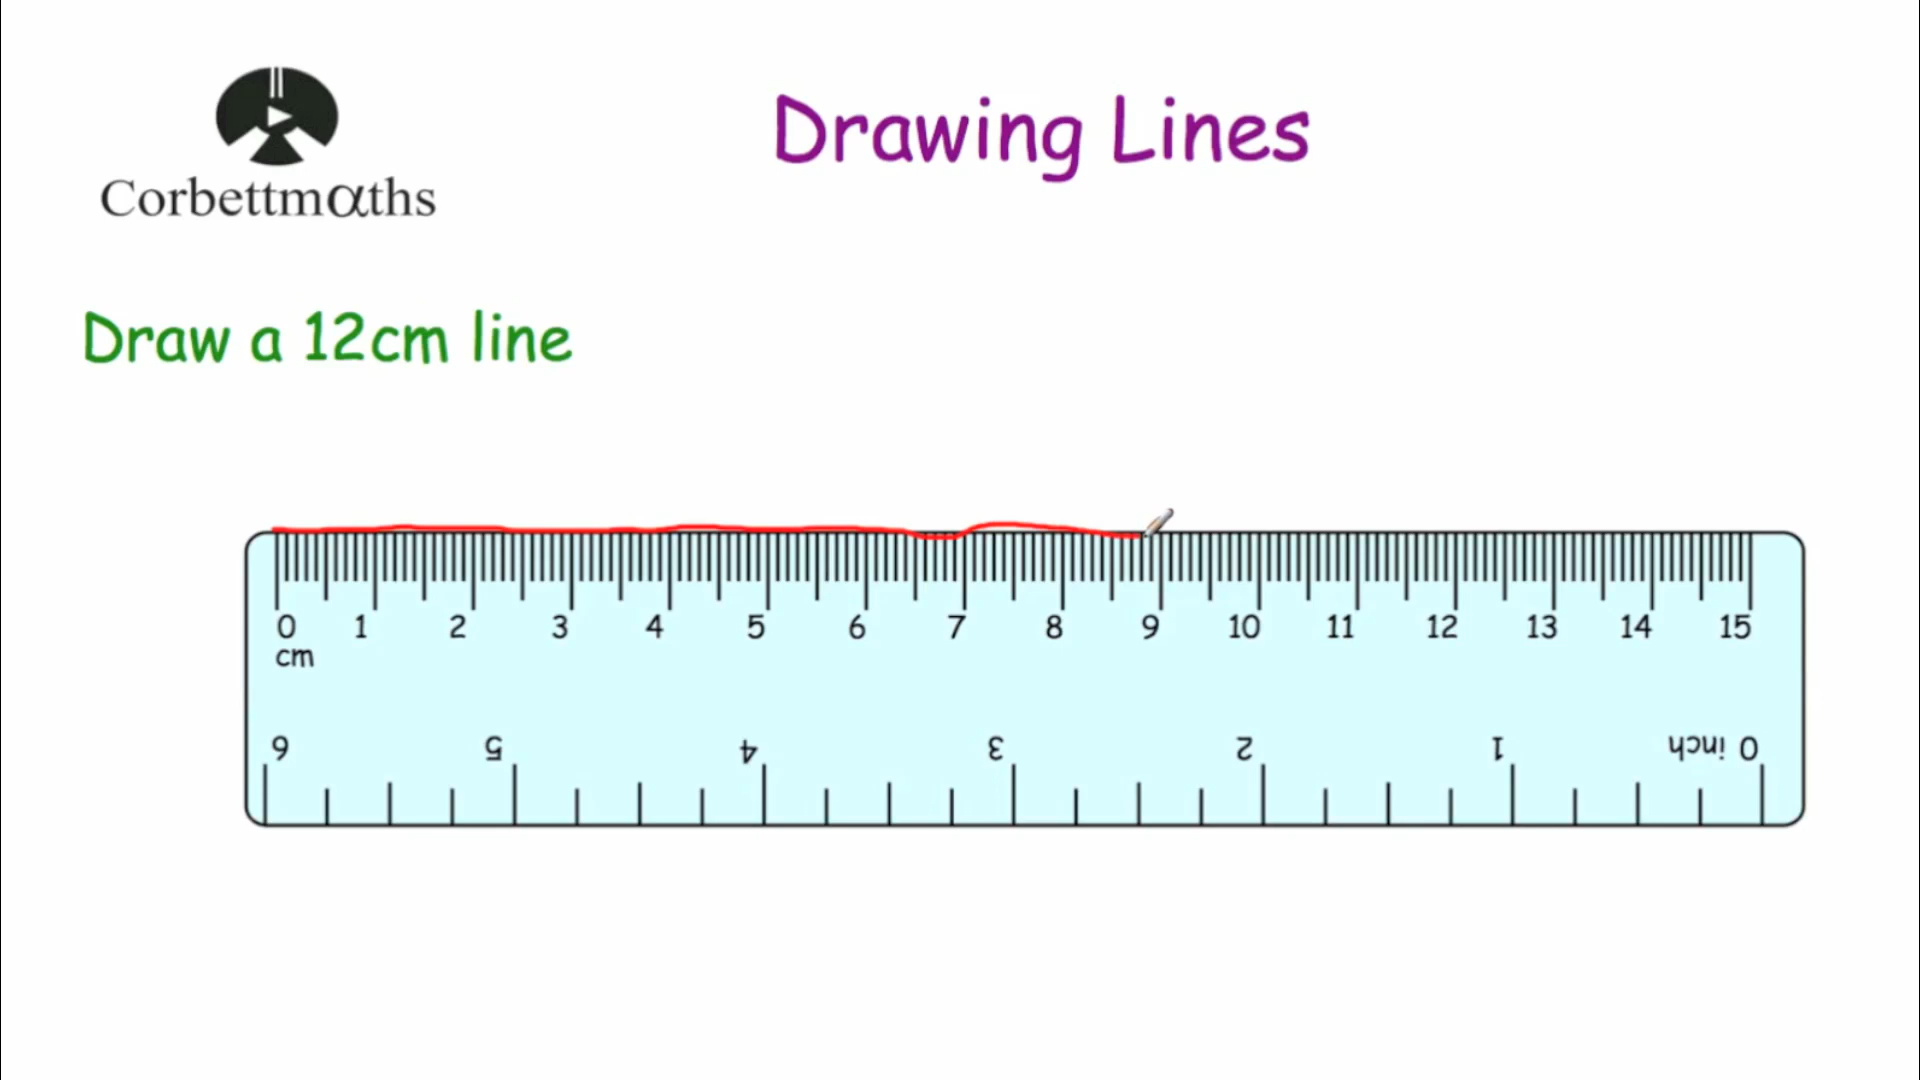 Corbettmαths
Drawing Lines
Draw a 12cm line
0 1 2 3 4 5 6 7 8 9 10 11 12 13 14 15
cm
6 5 4 3 2 1 0 inch